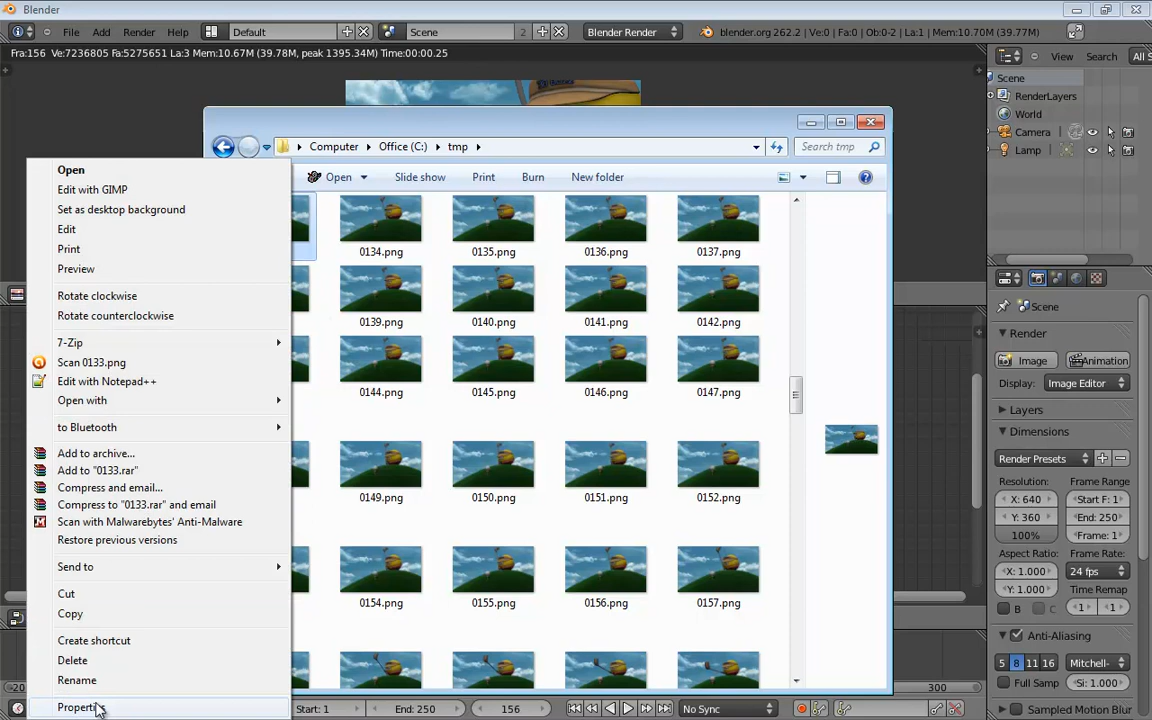 Blender
File Add Render Help Default Scene 2 Blender Render blender.org 262.2 Ve:0 | Fa:0 | Ob:0-2 | La:1 | Mem:10.70M (39.77M)
Fra:156 Ve:7236805 Fa:5275651 La:3 Mem:10.67M (39.78M, peak 1395.34M) Time:00:00.25
View Search All S
Scene
RenderLayers
World
Camera
Lamp
Computer Office (C:) tmp Search tmp
Open Slide show Print Burn New folder
0134.png 0135.png 0136.png 0137.png
0139.png 0140.png 0141.png 0142.png
0144.png 0145.png 0146.png 0147.png
0149.png 0150.png 0151.png 0152.png
0154.png 0155.png 0156.png 0157.png
Open
Edit with GIMP
Set as desktop background
Edit
Print
Preview
Rotate clockwise
Rotate counterclockwise
7-Zip
Scan 0133.png
Edit with Notepad++
Open with
to Bluetooth
Add to archive...
Add to "0133.rar"
Compress and email...
Compress to "0133.rar" and email
Scan with Malwarebytes' Anti-Malware
Restore previous versions
Send to
Cut
Copy
Create shortcut
Delete
Rename
Scene
Render
Image Animation
Display: Image Editor
Layers
Dimensions
Render Presets
Resolution: Frame Range:
X: 640 Start F: 1
Y: 360 End: 250
100% Frame: 1
Aspect Ratio: Frame Rate:
X: 1.000 24 fps
Y: 1.000 Time Remap
B C 1 1
Anti-Aliasing
5 8 11 16 Mitchell-
Full Samp Si: 1.000
Sampled Motion Blur
-20 300
Start: 1 End: 250 156 No Sync